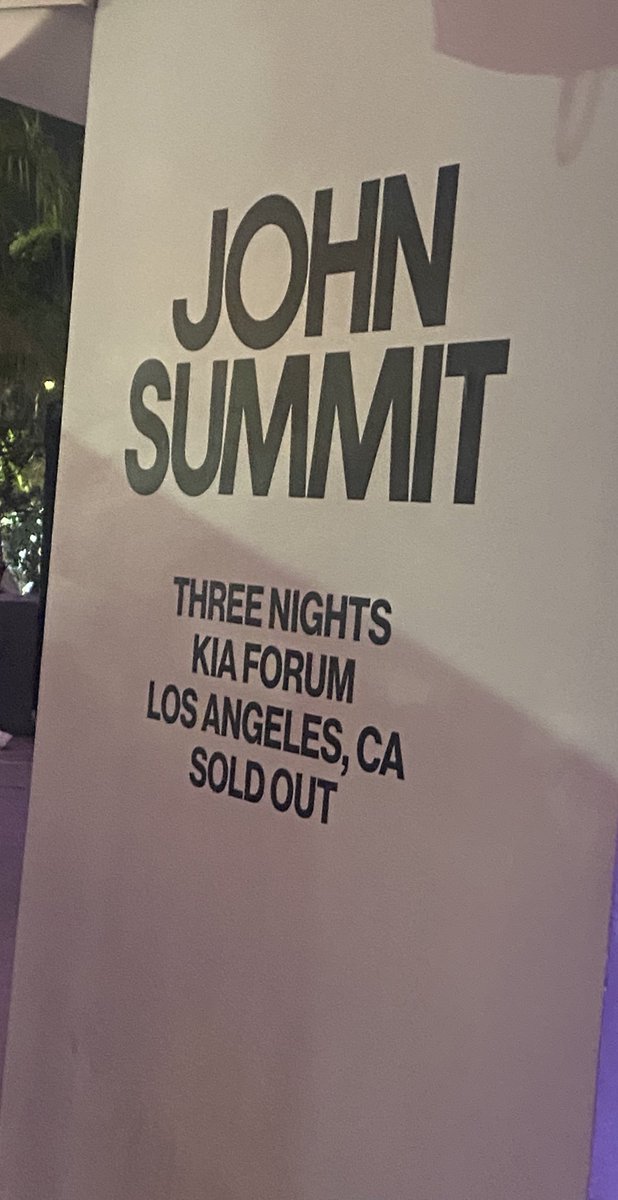 JOHN
SUMMIT
THREE NIGHTS
KIA FORUM
LOS ANGELES, CA
SOLD OUT